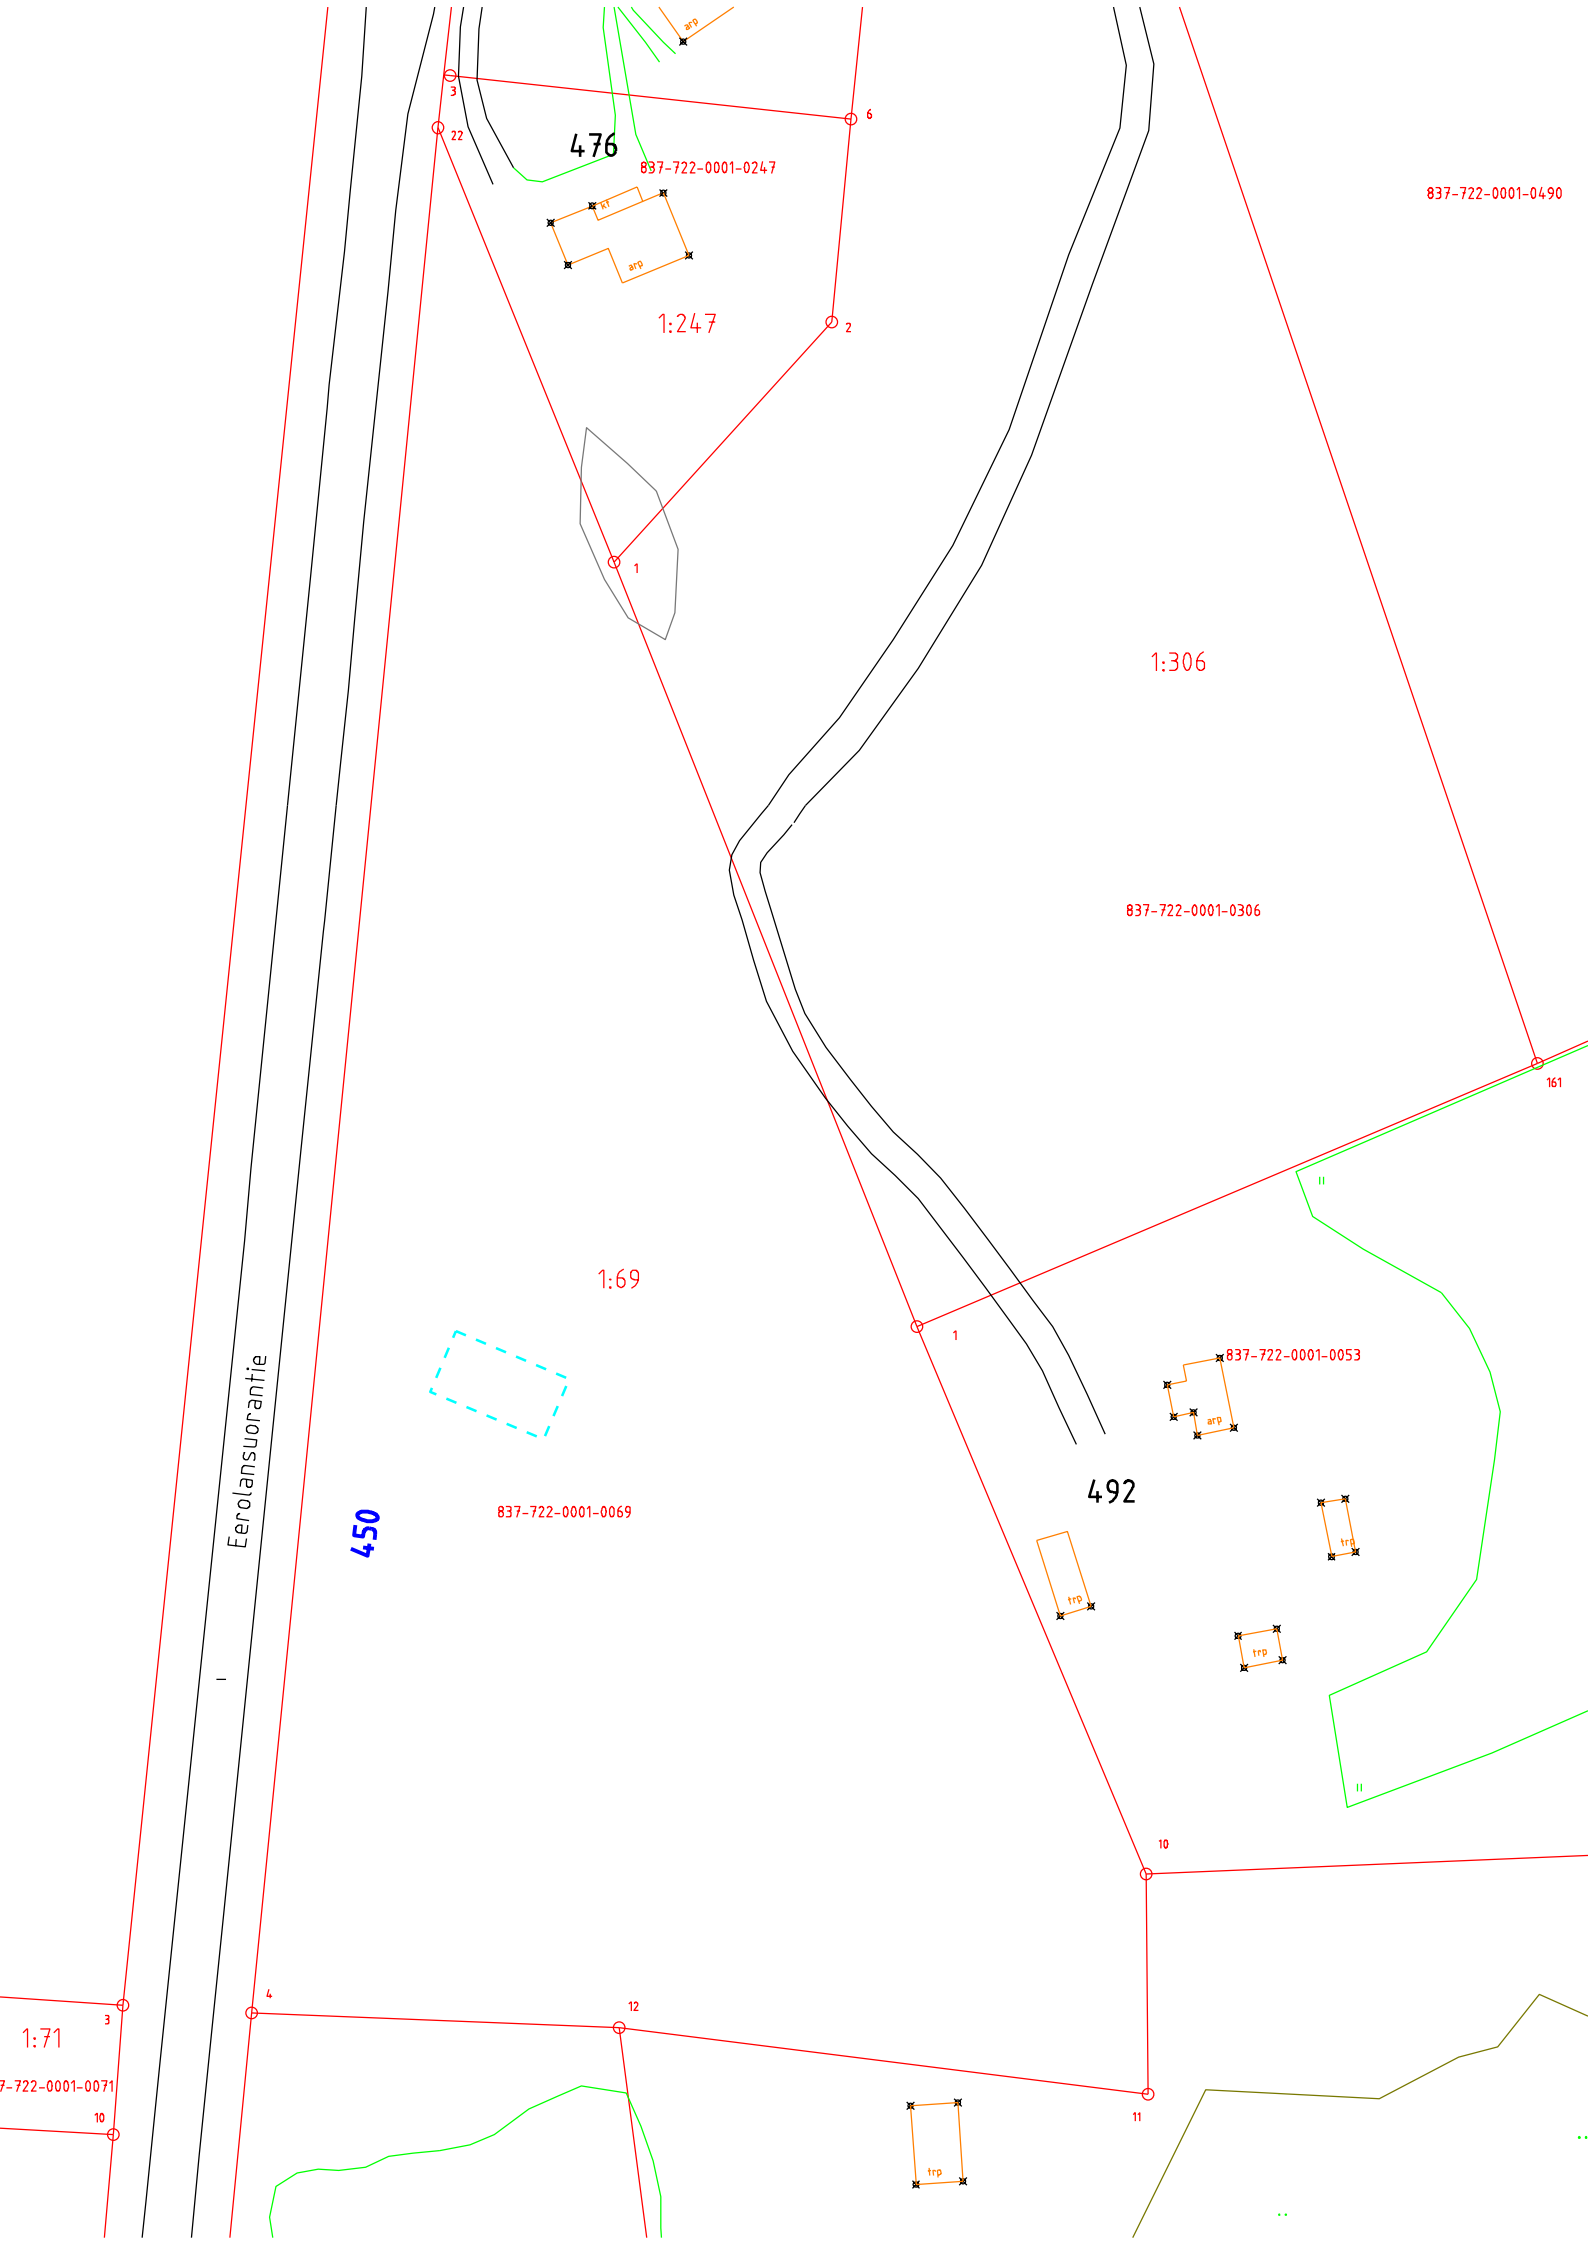 arp
3
6
22
476
837-722-0001-0247
837-722-0001-0490
kt
arp
1:247
2
1
1:306
837-722-0001-0306
161
1:69
1
837-722-0001-0053
arp
Eerolansuorantie
450
837-722-0001-0069
492
trp
trp
trp
10
4
12
3
1:71
7-722-0001-0071
10
11
trp